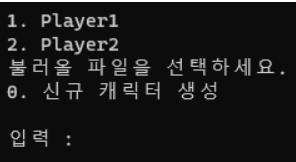 1. Player1
2. Player2
불러올 파일을 선택하세요.
0. 신규 캐릭터 생성
입력 :